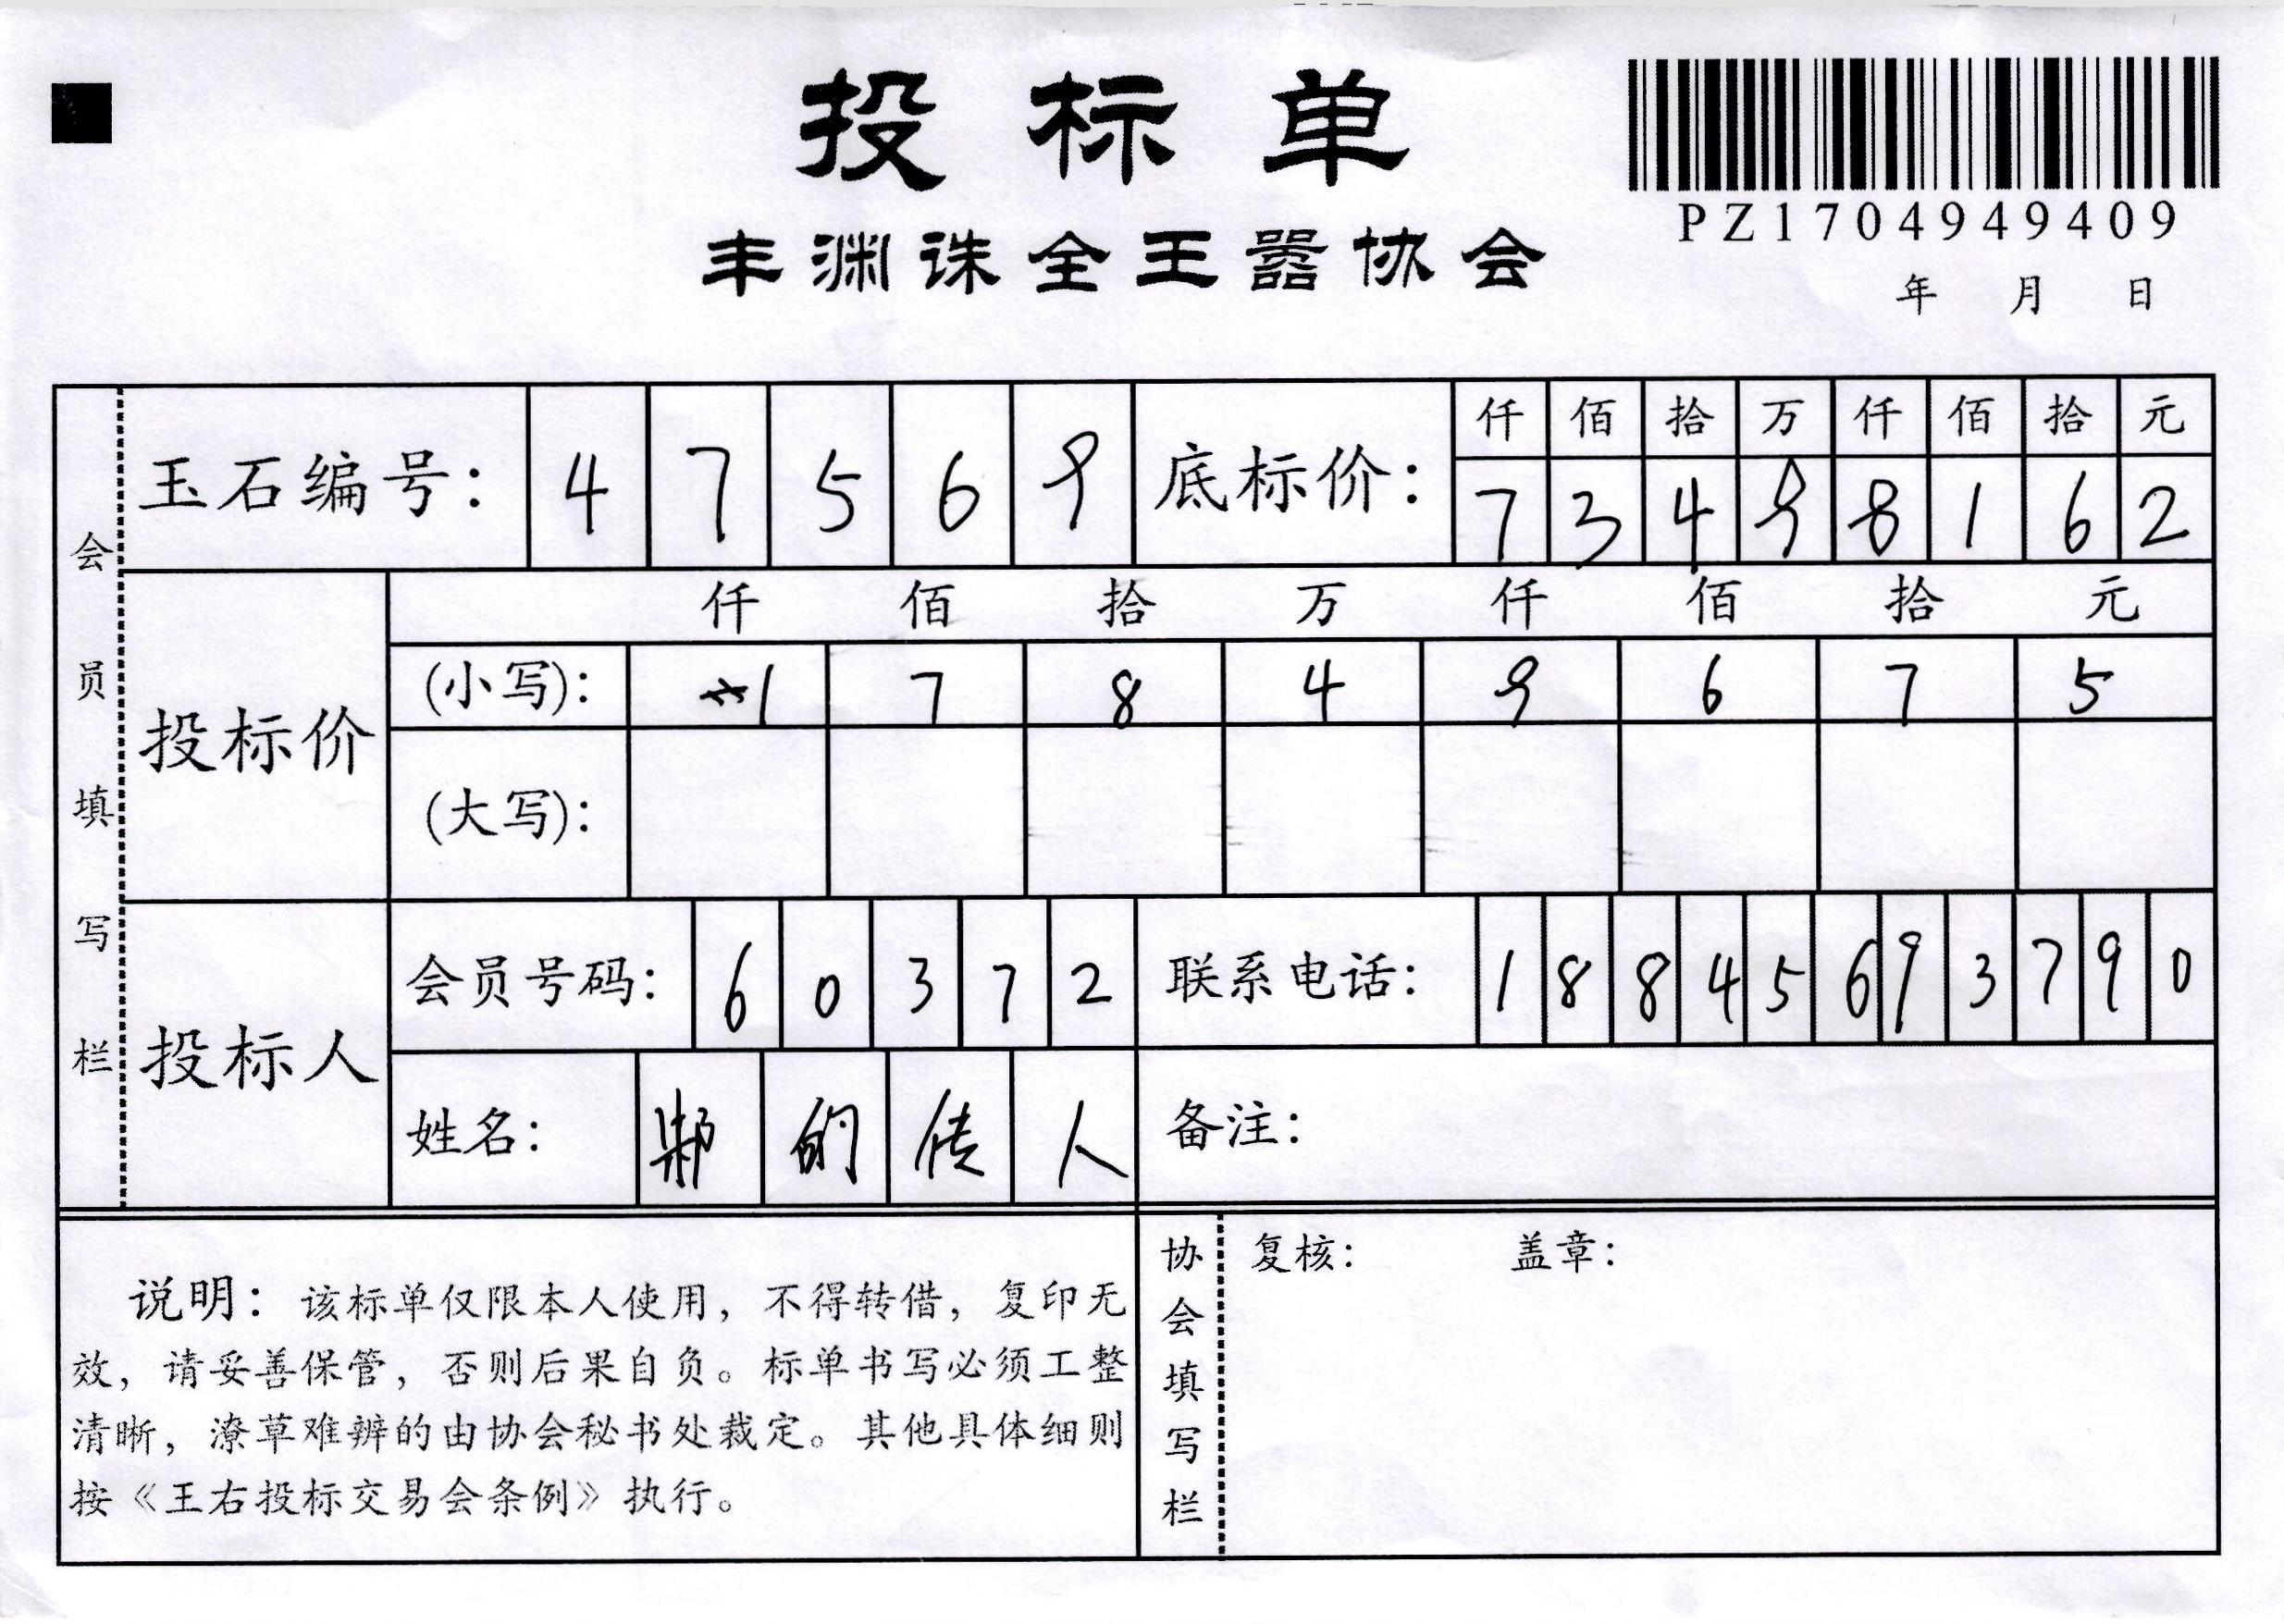 投标单
PZ1704949409
丰渊诛全王嚣协会
年 月 日
会员填写栏
玉石编号: 4 7 5 6 9
底标价: 仟 佰 拾 万 仟 佰 拾 元
7 3 4 9 8 1 6 2
投标价
仟 佰 拾 万 仟 佰 拾 元
(小写): 1 7 8 4 9 6 7 5
(大写):
投标人
会员号码: 6 0 3 7 2
联系电话: 1 8 8 4 5 6 9 3 7 9 0
姓名: 的 传 人
备注:
说明: 该标单仅限本人使用, 不得转借, 复印无
效, 请妥善保管, 否则后果自负。标单书写必须工整
清晰, 潦草难辨的由协会秘书处裁定。其他具体细则
按《王右投标交易会条例》执行。
协会填写栏
复核: 盖章: